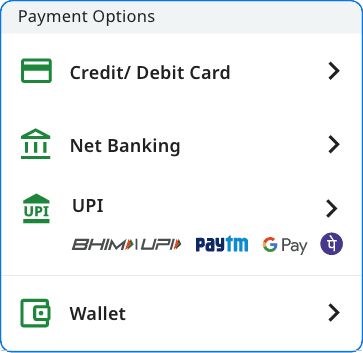 Payment Options
Credit/ Debit Card
Net Banking
UPI
UPI
BHIM UPI Paytm G Pay पे
Wallet